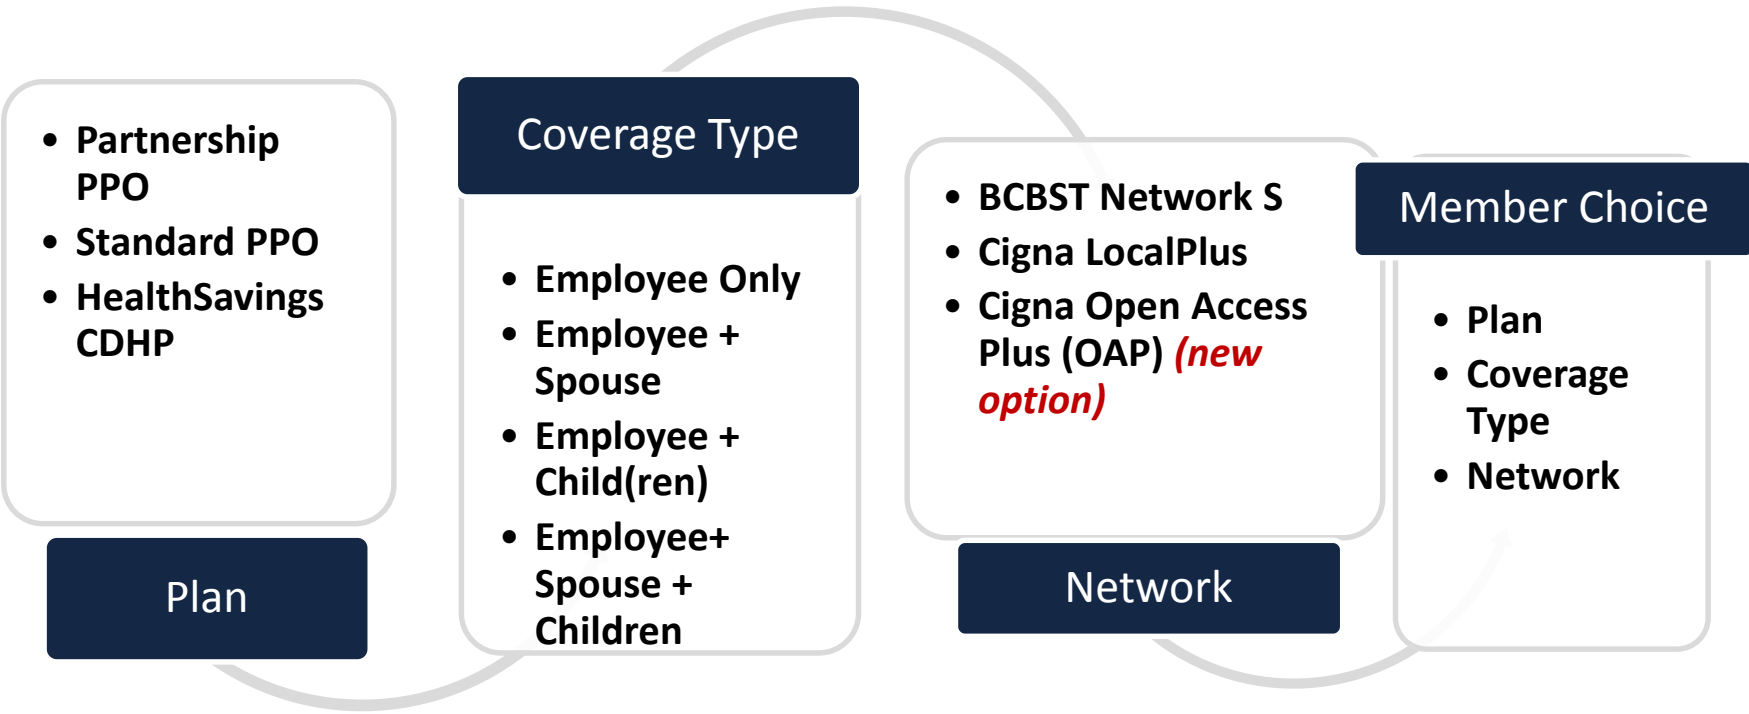 • Partnership
PPO
• Standard PPO
• HealthSavings
CDHP
Plan
Coverage Type
• Employee Only
• Employee +
Spouse
• Employee +
Child(ren)
• Employee+
Spouse +
Children
• BCBST Network S
• Cigna LocalPlus
• Cigna Open Access
Plus (OAP) (new
option)
Network
Member Choice
• Plan
• Coverage
Type
• Network